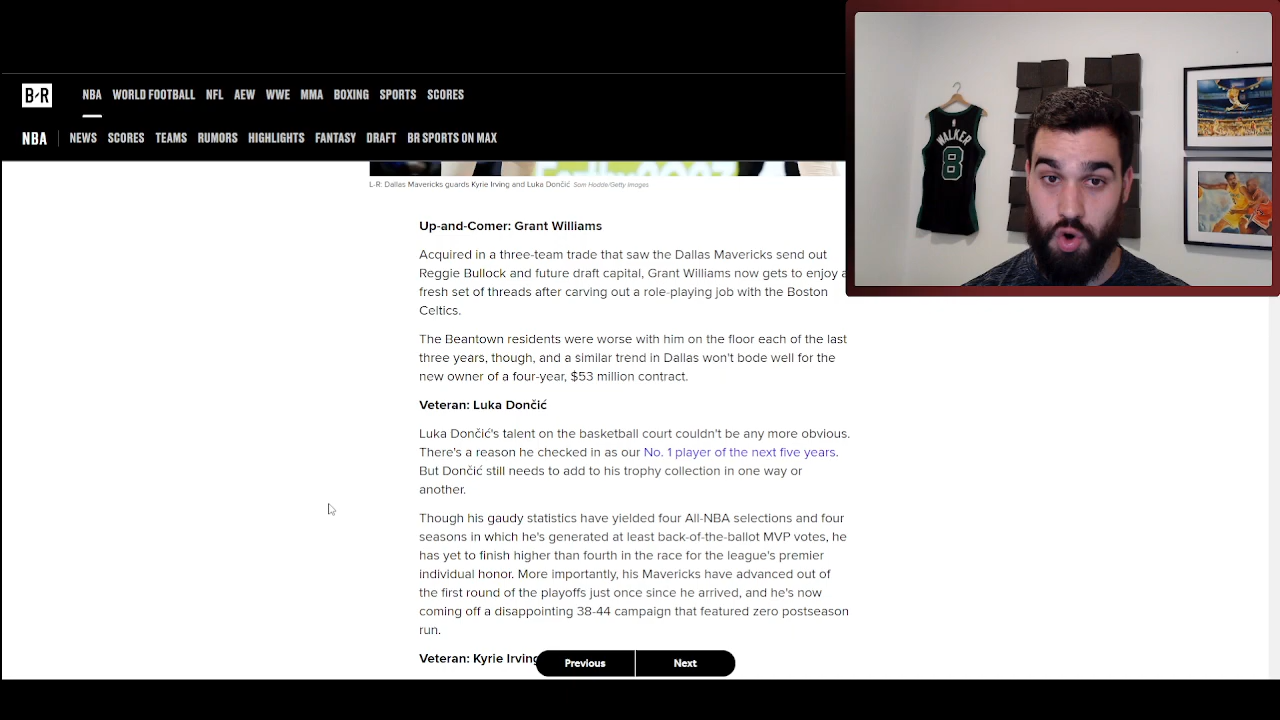 B/R
NBA WORLD FOOTBALL NFL AEW WWE MMA BOXING SPORTS SCORES
NBA NEWS SCORES TEAMS RUMORS HIGHLIGHTS FANTASY DRAFT BR SPORTS ON MAX
WALKER
8
L-R: Dallas Mavericks guards Kyrie Irving and Luka Dončić Sam Hodde/Getty Images
Up-and-Comer: Grant Williams
Acquired in a three-team trade that saw the Dallas Mavericks send out
Reggie Bullock and future draft capital, Grant Williams now gets to enjoy a
fresh set of threads after carving out a role-playing job with the Boston
Celtics.
The Beantown residents were worse with him on the floor each of the last
three years, though, and a similar trend in Dallas won't bode well for the
new owner of a four-year, $53 million contract.
Veteran: Luka Dončić
Luka Dončić's talent on the basketball court couldn't be any more obvious.
There's a reason he checked in as our No. 1 player of the next five years.
But Dončić still needs to add to his trophy collection in one way or
another.
Though his gaudy statistics have yielded four All-NBA selections and four
seasons in which he's generated at least back-of-the-ballot MVP votes, he
has yet to finish higher than fourth in the race for the league's premier
individual honor. More importantly, his Mavericks have advanced out of
the first round of the playoffs just once since he arrived, and he's now
coming off a disappointing 38-44 campaign that featured zero postseason
run.
Veteran: Kyrie Irving
Previous Next